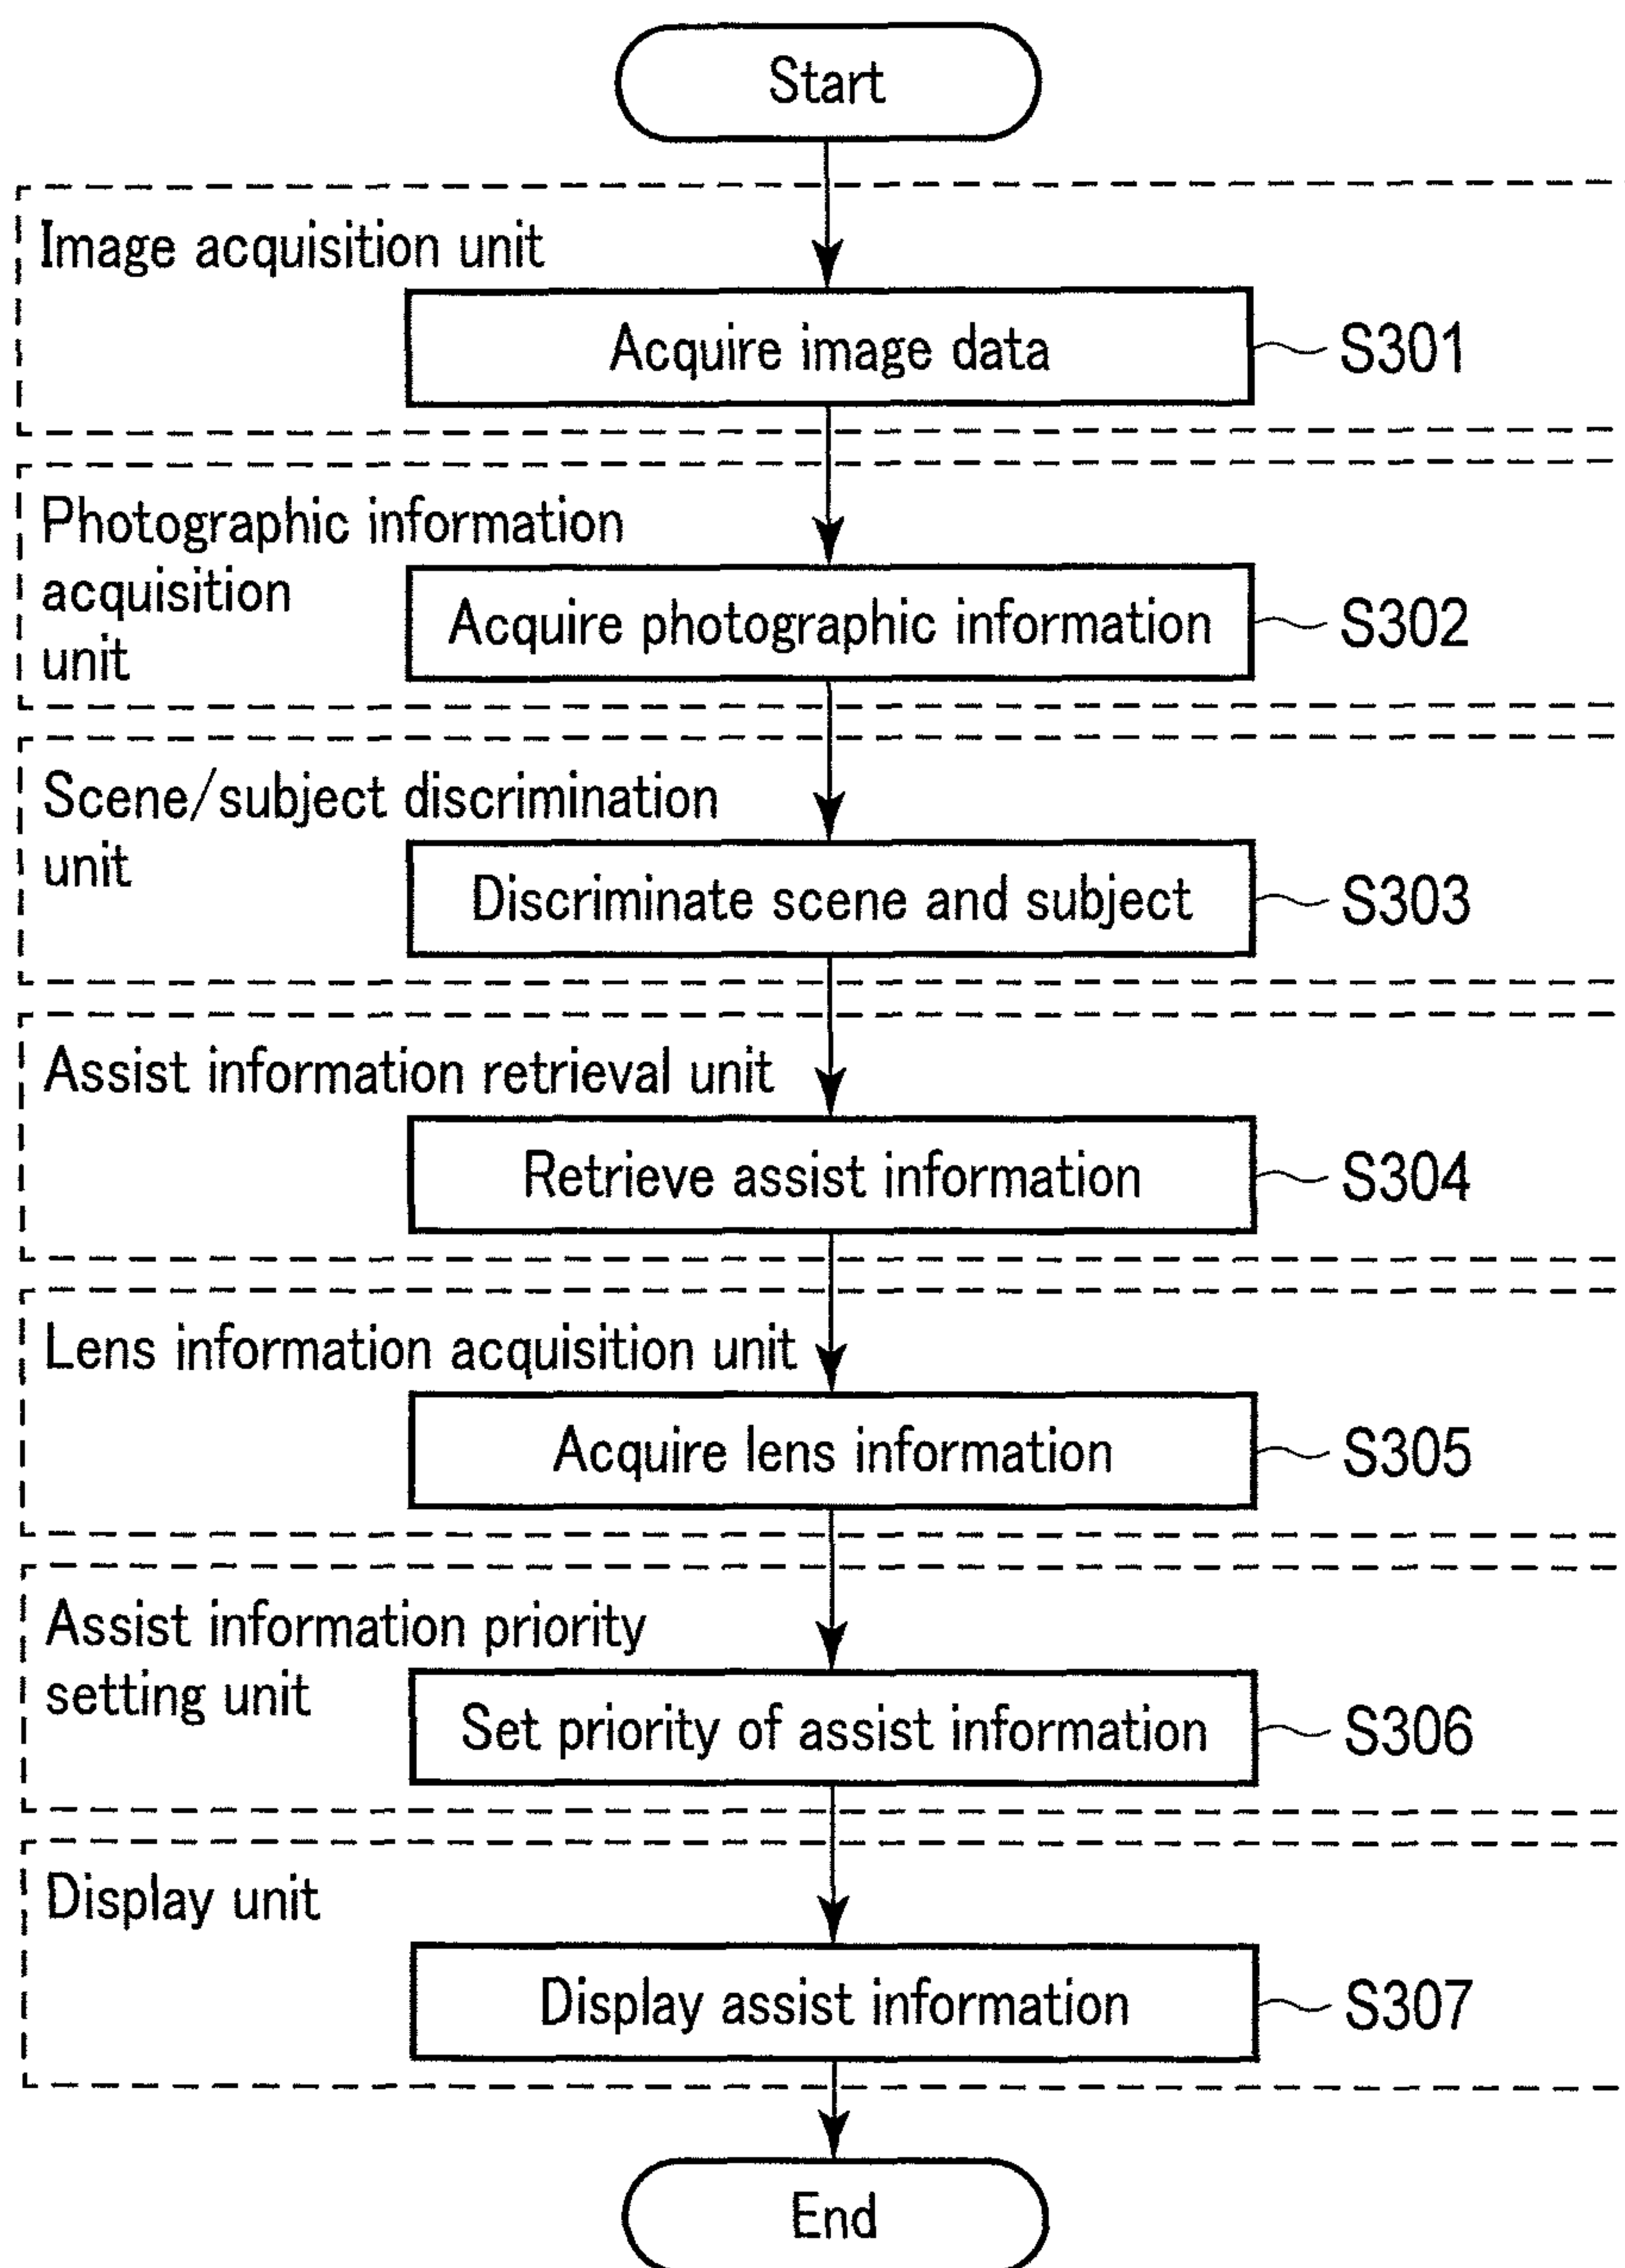 Start
Image acquisition unit
Acquire image data
S301
Photographic information
acquisition
unit
Acquire photographic information
S302
Scene/subject discrimination
unit
Discriminate scene and subject
S303
Assist information retrieval unit
Retrieve assist information
S304
Lens information acquisition unit
Acquire lens information
S305
Assist information priority
setting unit
Set priority of assist information
S306
Display unit
Display assist information
S307
End